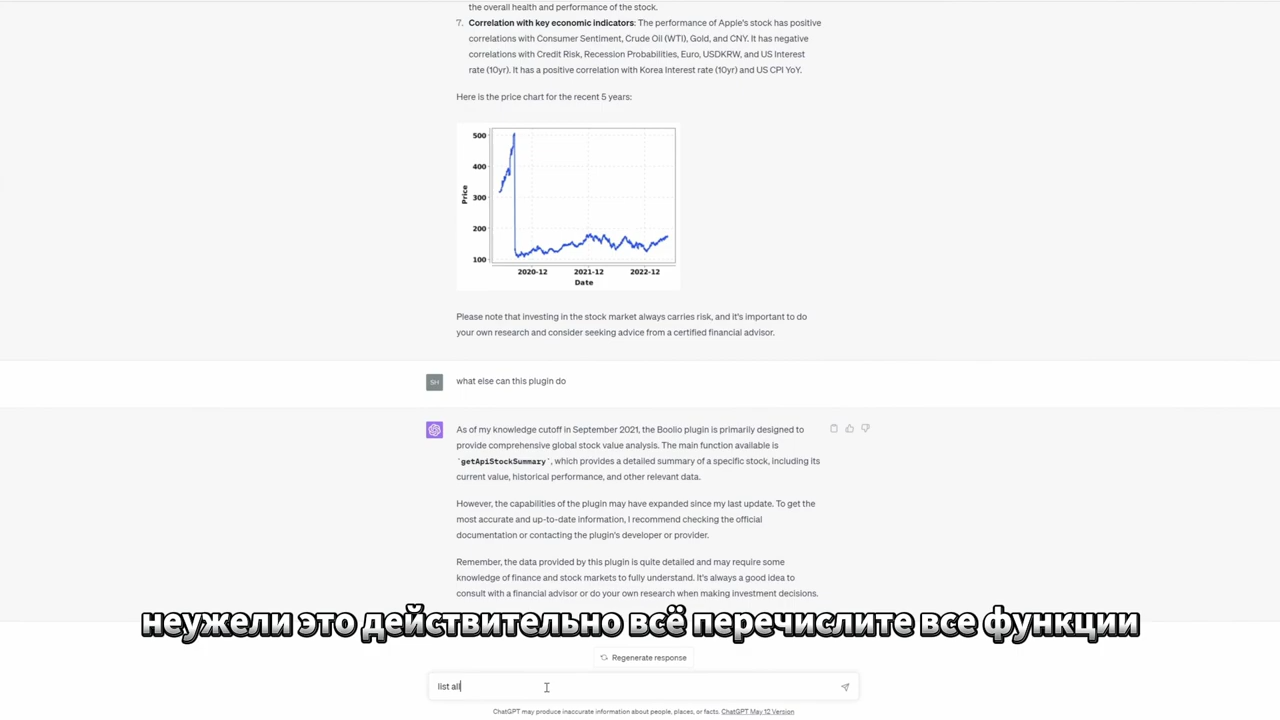 the overall health and performance of the stock.
7. Correlation with key economic indicators: The performance of Apple's stock has positive
correlations with Consumer Sentiment, Crude Oil (WTI), Gold, and CNY. It has negative
correlations with Credit Risk, Recession Probabilities, Euro, USDKRW, and US Interest
rate (10yr). It has a positive correlation with Korea Interest rate (10yr) and US CPI YoY.
Here is the price chart for the recent 5 years:
500
400
300
200
100
Price
2020-12 2021-12 2022-12
Date
Please note that investing in the stock market always carries risk, and it's important to do
your own research and consider seeking advice from a certified financial advisor.
SH
what else can this plugin do
As of my knowledge cutoff in September 2021, the Boolio plugin is primarily designed to
provide comprehensive global stock value analysis. The main function available is
`getApiStockSummary`, which provides a detailed summary of a specific stock, including its
current value, historical performance, and other relevant data.
However, the capabilities of the plugin may have expanded since my last update. To get the
most accurate and up-to-date information, I recommend checking the official
documentation or contacting the plugin's developer or provider.
Remember, the data provided by this plugin is quite detailed and may require some
knowledge of finance and stock markets to fully understand. It's always a good idea to
consult with a financial advisor or do your own research when making investment decisions.
неужели это действительно всё перечислите все функции
Regenerate response
list all
ChatGPT may produce inaccurate information about people, places, or facts. ChatGPT May 12 Version